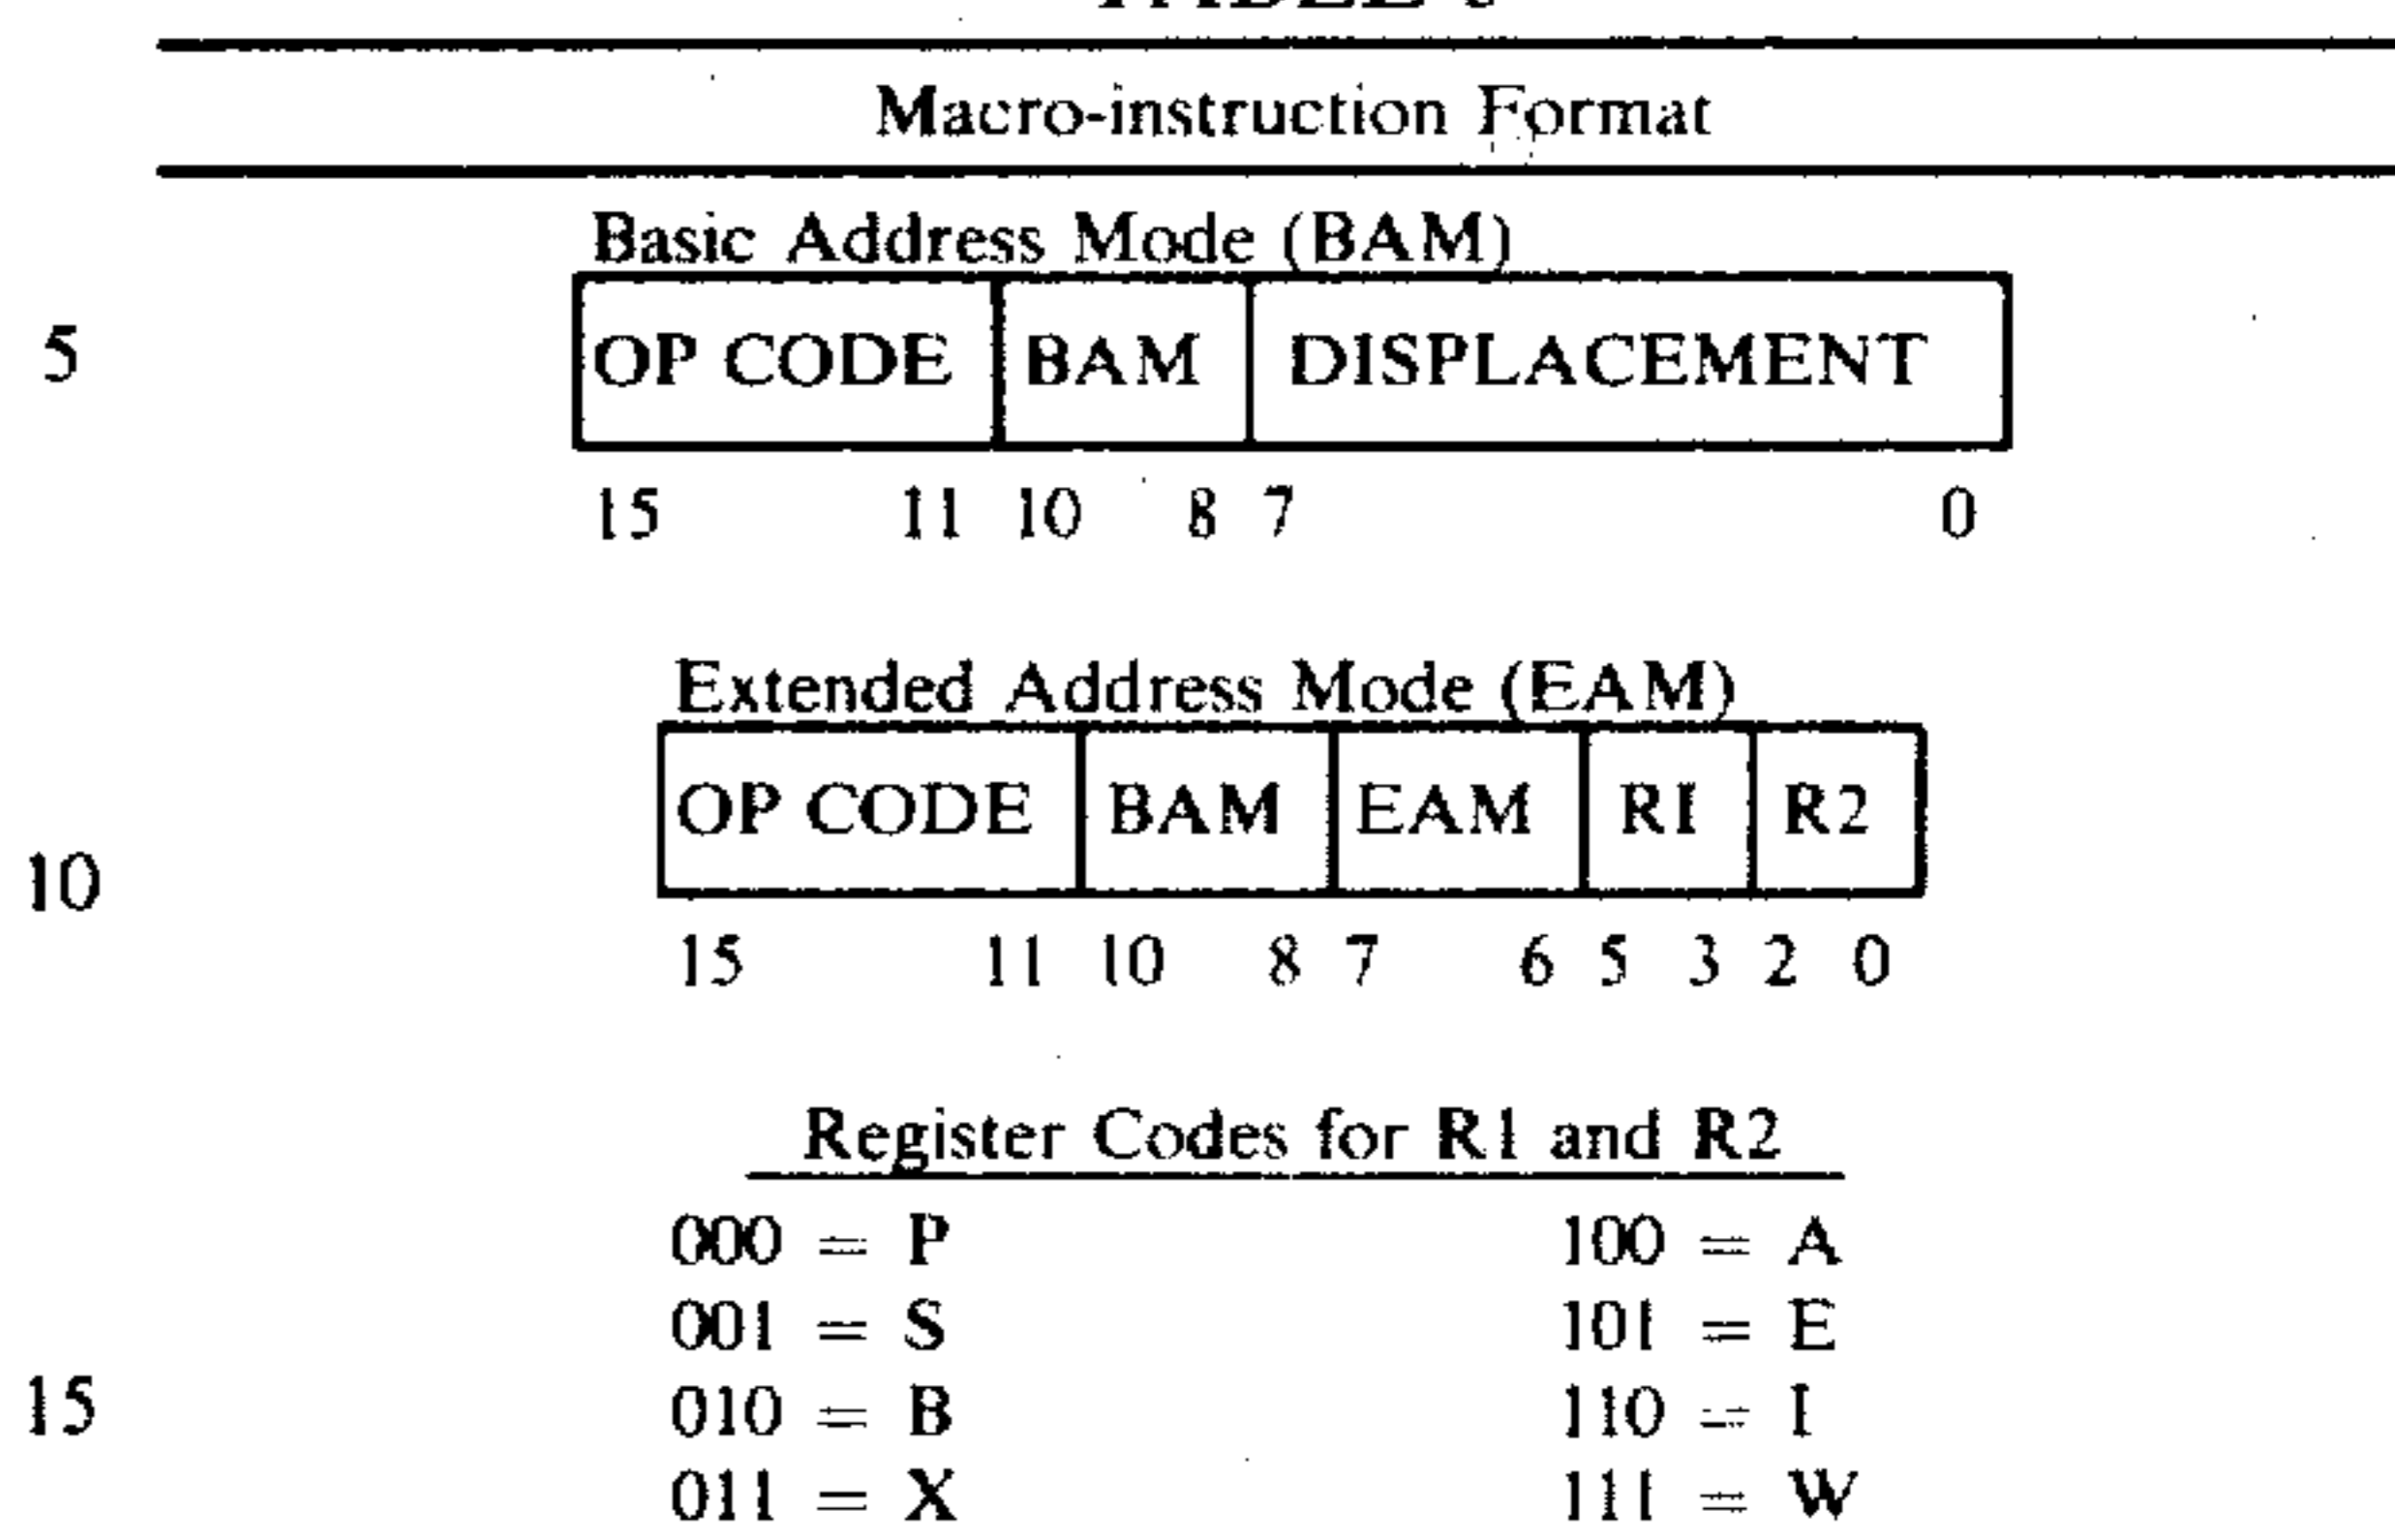 Macro-instruction Format
Basic Address Mode (BAM)
5 OP CODE BAM DISPLACEMENT
15 11 10 8 7 0
Extended Address Mode (EAM)
OP CODE BAM EAM R1 R2
10
15 11 10 8 7 6 5 3 2 0
Register Codes for R1 and R2
000 = P 100 = A
001 = S 101 = E
15 010 = B 110 = I
011 = X 111 = W